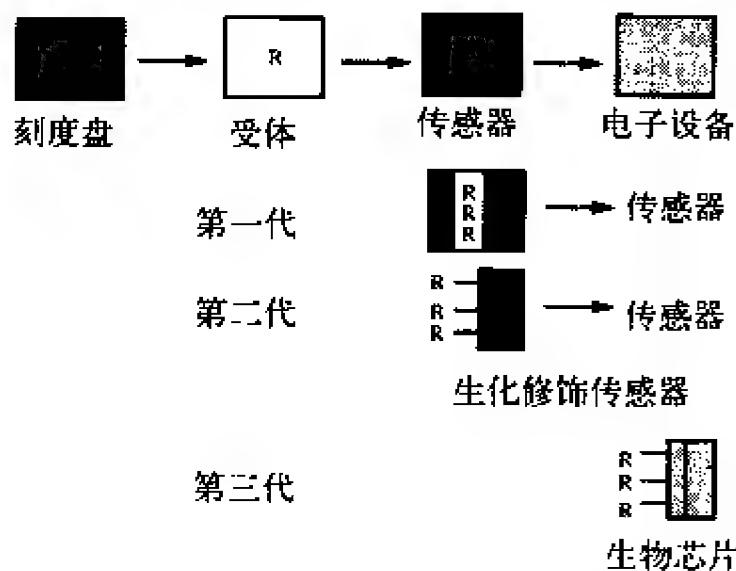 R
刻度盘 受体 传感器 电子设备
R
第一代 R 传感器
R
R
第二代 R 传感器
R
生化修饰传感器
R
第三代 R
R
生物芯片